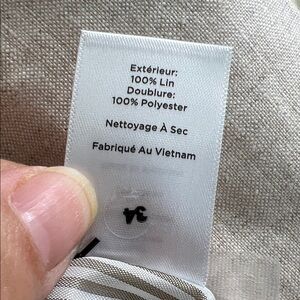 Extérieur:
100% Lin
Doublure:
100% Polyester
Nettoyage À Sec
Fabriqué Au Vietnam
34